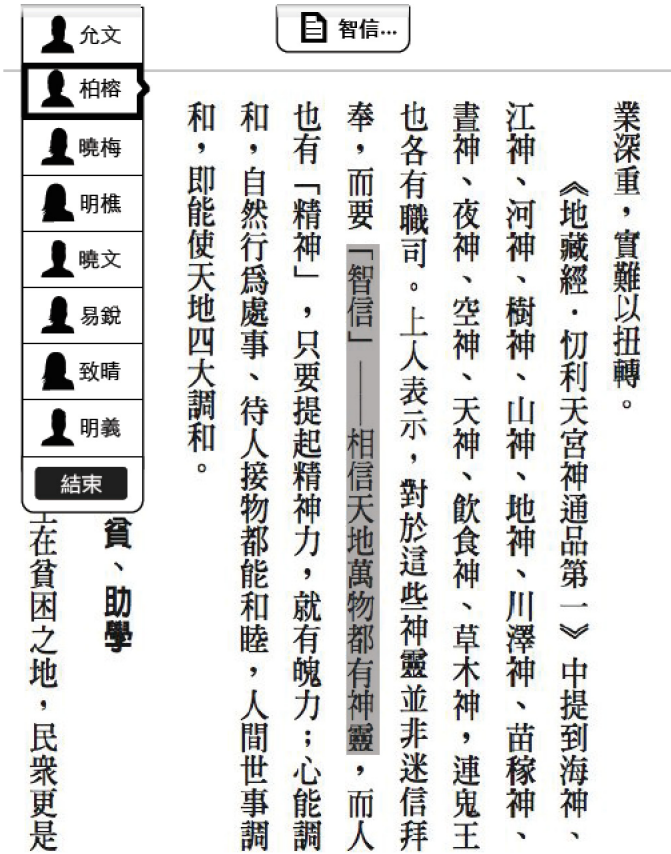 智信...
允文
柏榕
曉梅
明樵
曉文
易銳
致晴
明義
結束
業深重，實難以扭轉。
《地藏經．忉利天宮神通品第一》中提到海神、
江神、河神、樹神、山神、地神、川澤神、苗稼神、
晝神、夜神、空神、天神、飲食神、草木神，連鬼王
也各有職司。上人表示，對於這些神靈並非迷信拜
奉，而要「智信」——相信天地萬物都有神靈，而人
也有「精神」，只要提起精神力，就有魄力；心能調
和，自然行爲處事、待人接物都能和睦，人間世事調
和，即能使天地四大調和。
貧、助學
在貧困之地，民眾更是